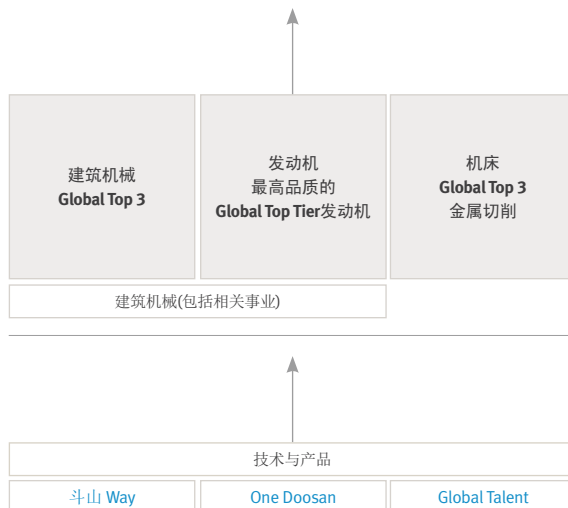 建筑机械
Global Top 3
发动机
最高品质的
Global Top Tier发动机
机床
Global Top 3
金属切削
建筑机械(包括相关事业)
技术与产品
斗山 Way
One Doosan
Global Talent